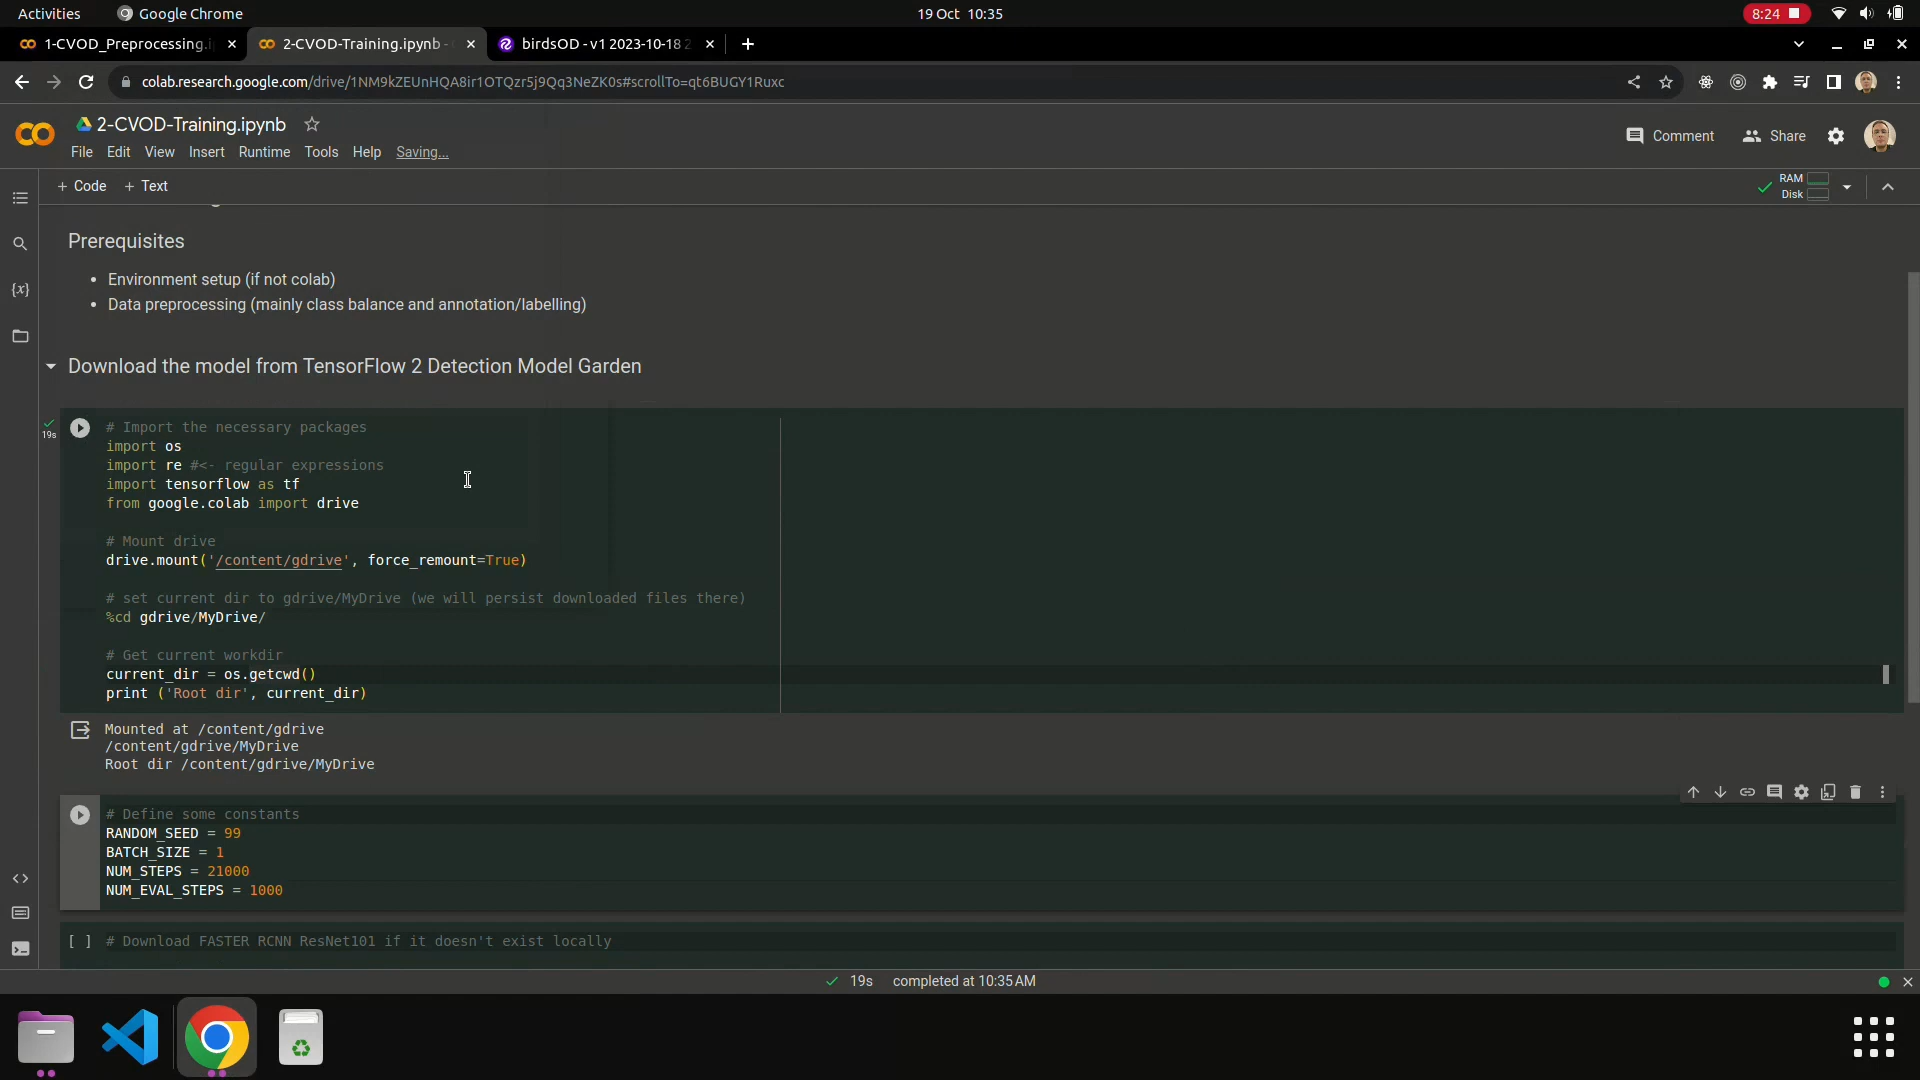 Activities
Google Chrome
19 Oct 10:35
8:24
1-CVOD_Preprocessing.i
2-CVOD-Training.ipynb -
birdsOD - v1 2023-10-18 2
colab.research.google.com/drive/1NM9kZEUnHQA8ir1OTQzr5j9Qq3NeZK0s#scrollTo=qt6BUGY1Ruxc
2-CVOD-Training.ipynb
File Edit View Insert Runtime Tools Help Saving...
Comment
Share
+ Code + Text
RAM
Disk
Prerequisites
• Environment setup (if not colab)
• Data preprocessing (mainly class balance and annotation/labelling)
Download the model from TensorFlow 2 Detection Model Garden
19s
# Import the necessary packages
import os
import re #<- regular expressions
import tensorflow as tf
from google.colab import drive
# Mount drive
drive.mount('/content/gdrive', force_remount=True)
# set current dir to gdrive/MyDrive (we will persist downloaded files there)
%cd gdrive/MyDrive/
# Get current workdir
current_dir = os.getcwd()
print ('Root dir', current_dir)
Mounted at /content/gdrive
/content/gdrive/MyDrive
Root dir /content/gdrive/MyDrive
# Define some constants
RANDOM_SEED = 99
BATCH_SIZE = 1
NUM_STEPS = 21000
NUM_EVAL_STEPS = 1000
[ ] # Download FASTER RCNN ResNet101 if it doesn't exist locally
19s completed at 10:35 AM